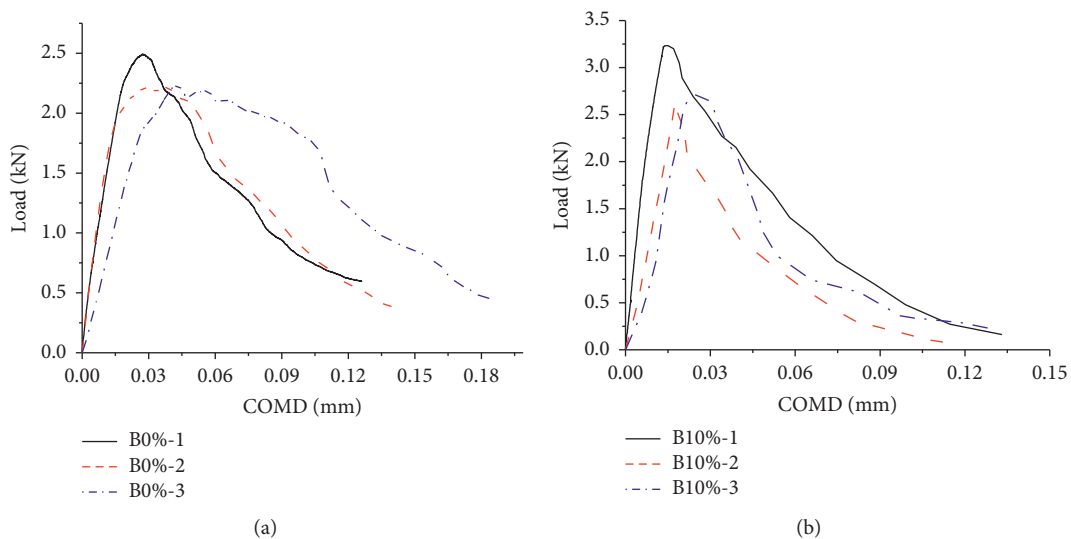 Load (kN)
2.5
2.0
1.5
1.0
0.5
0.0
0.00 0.03 0.06 0.09 0.12 0.15 0.18
COMD (mm)
B0%-1
B0%-2
B0%-3
(a)
Load (kN)
3.5
3.0
2.5
2.0
1.5
1.0
0.5
0.0
0.00 0.03 0.06 0.09 0.12 0.15
COMD (mm)
B10%-1
B10%-2
B10%-3
(b)